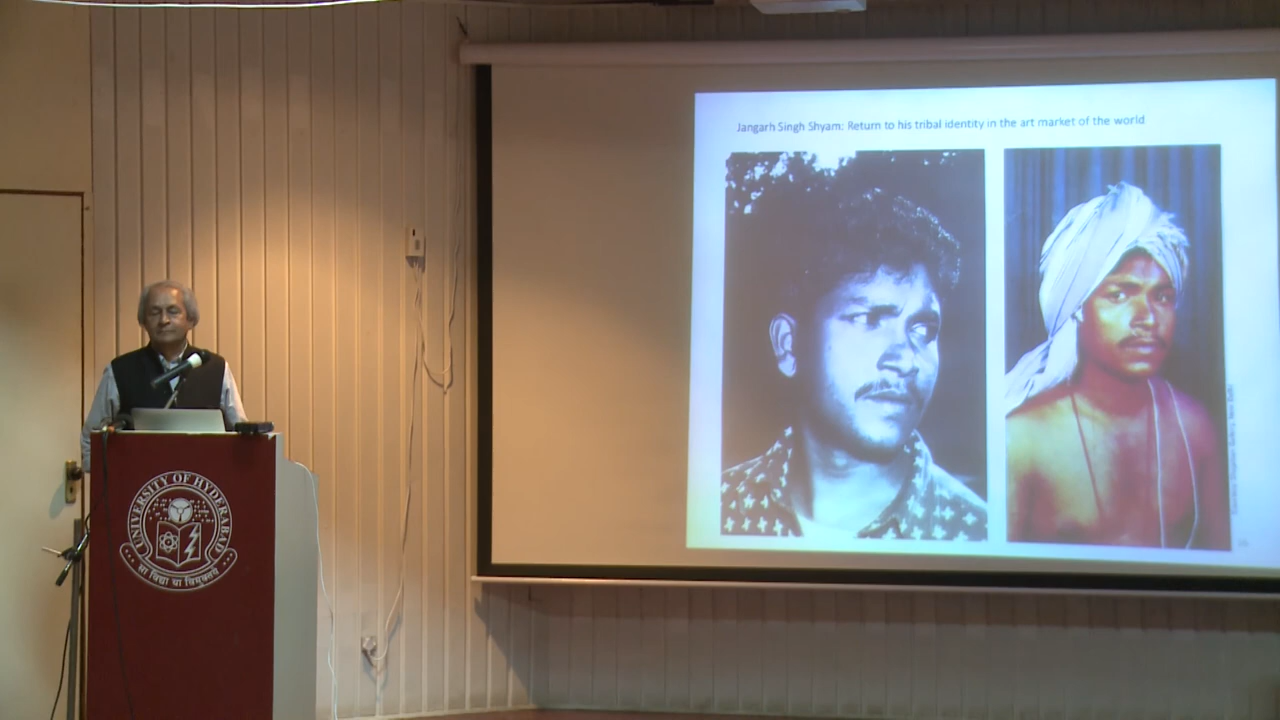 Jangarh Singh Shyam: Return to his tribal identity in the art market of the world
UNIVERSITY OF HYDERABAD
सा विद्या या विमुक्तये